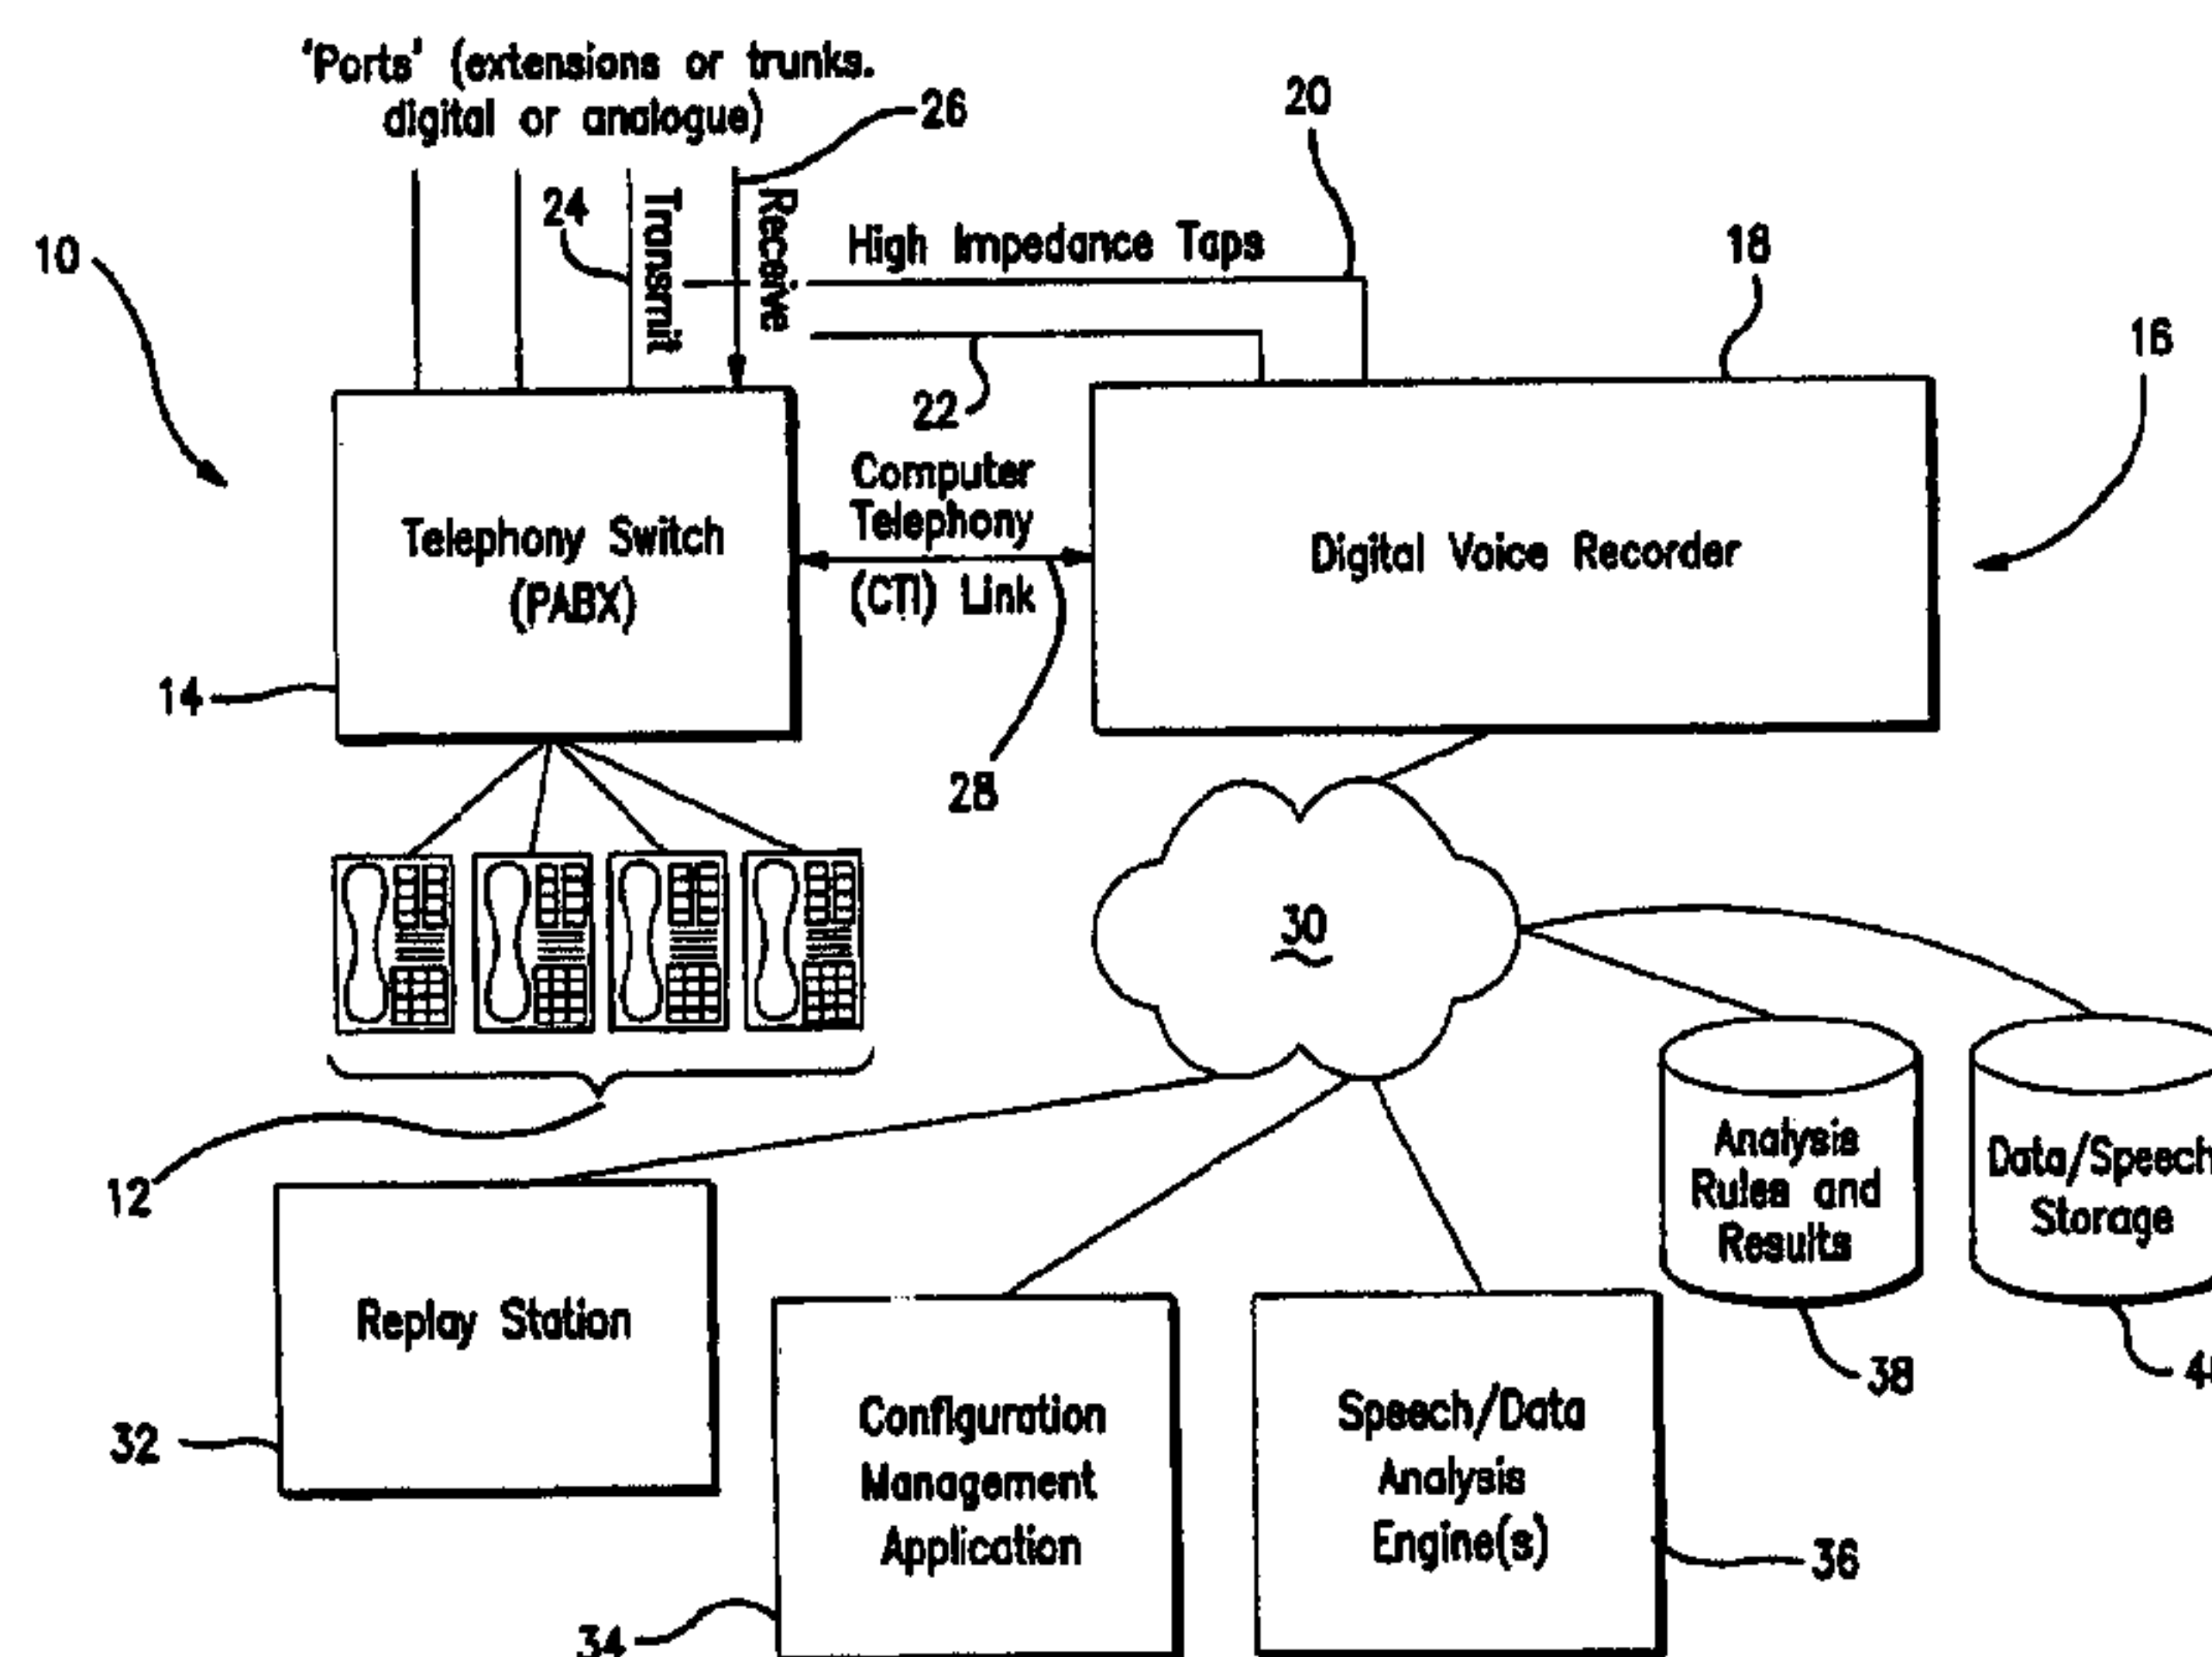 'Ports' (extensions or trunks.
digital or analogue)
26
20
24
Transmit
Receive
High Impedance Taps
18
10
16
22
Computer
Telephony
(CTI) Link
Telephony Switch
(PABX)
Digital Voice Recorder
14
28
30
12
Analysis
Rules and
Results
Data/Speech
Storage
Replay Station
38
32
Configuration
Management
Application
Speech/Data
Analysis
Engine(s)
36
34